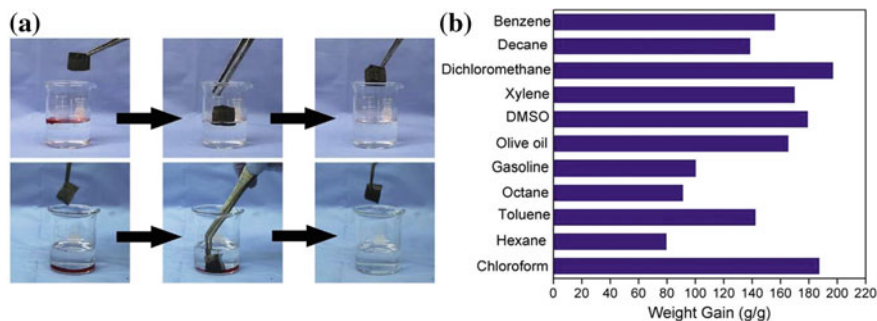 (a)
(b)
Benzene
Decane
Dichloromethane
Xylene
DMSO
Olive oil
Gasoline
Octane
Toluene
Hexane
Chloroform
0 20 40 60 80 100 120 140 160 180 200 220
Weight Gain (g/g)